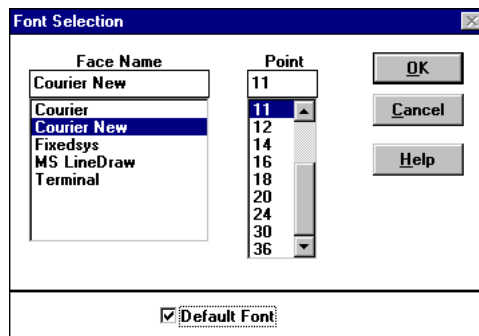 Font Selection
Face Name
Courier New
Courier
Courier New
Fixedsys
MS LineDraw
Terminal
Point
11
11
12
14
16
18
20
24
30
36
OK
Cancel
Help
Default Font